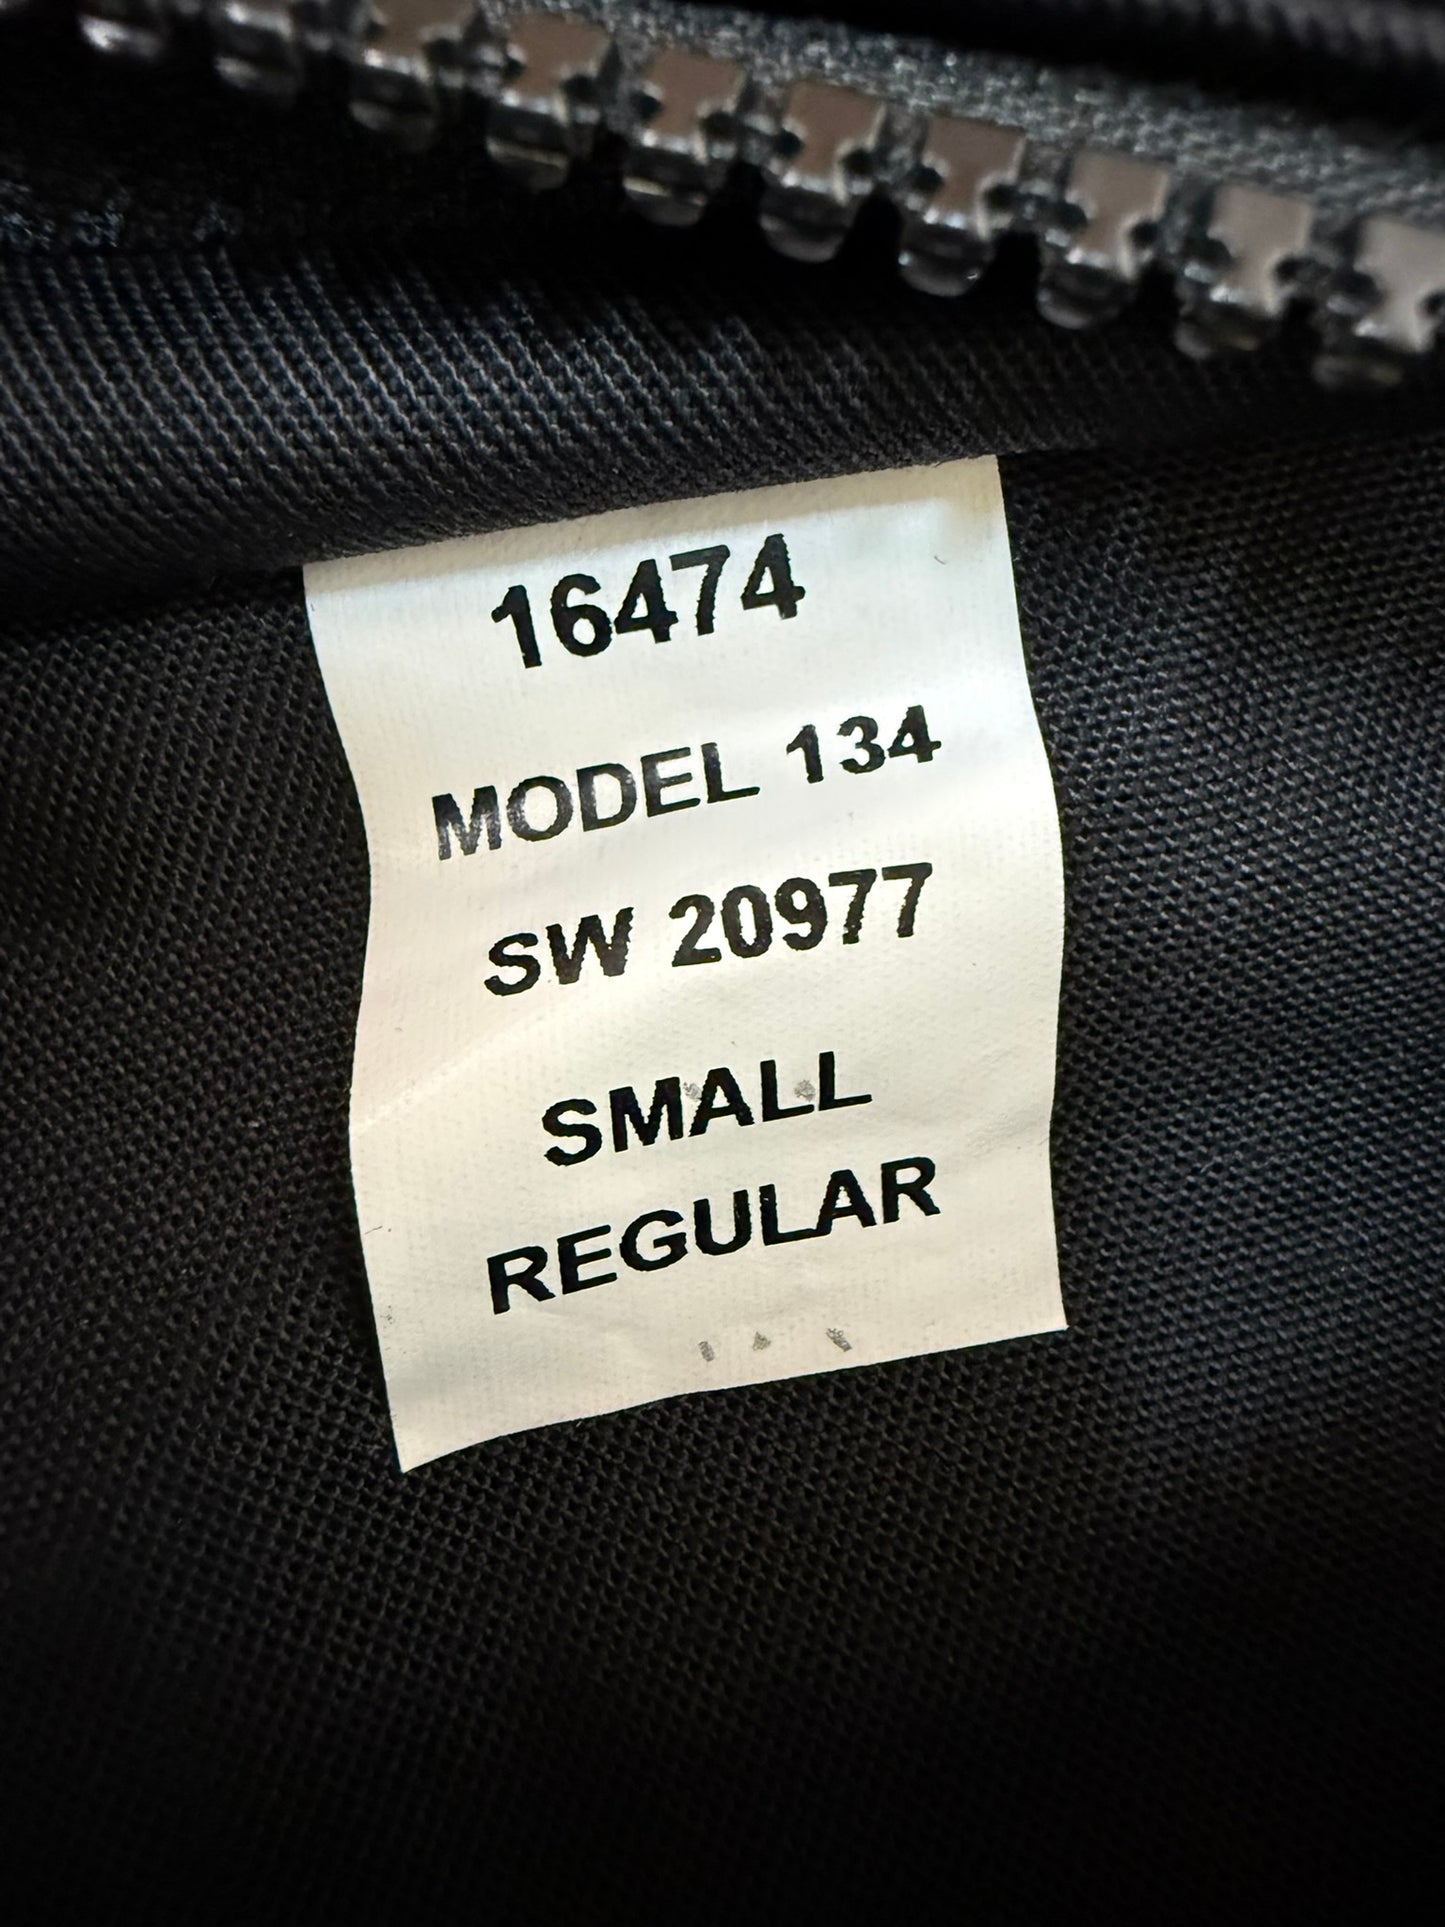 16474
MODEL 134
SW 20977
SMALL
REGULAR